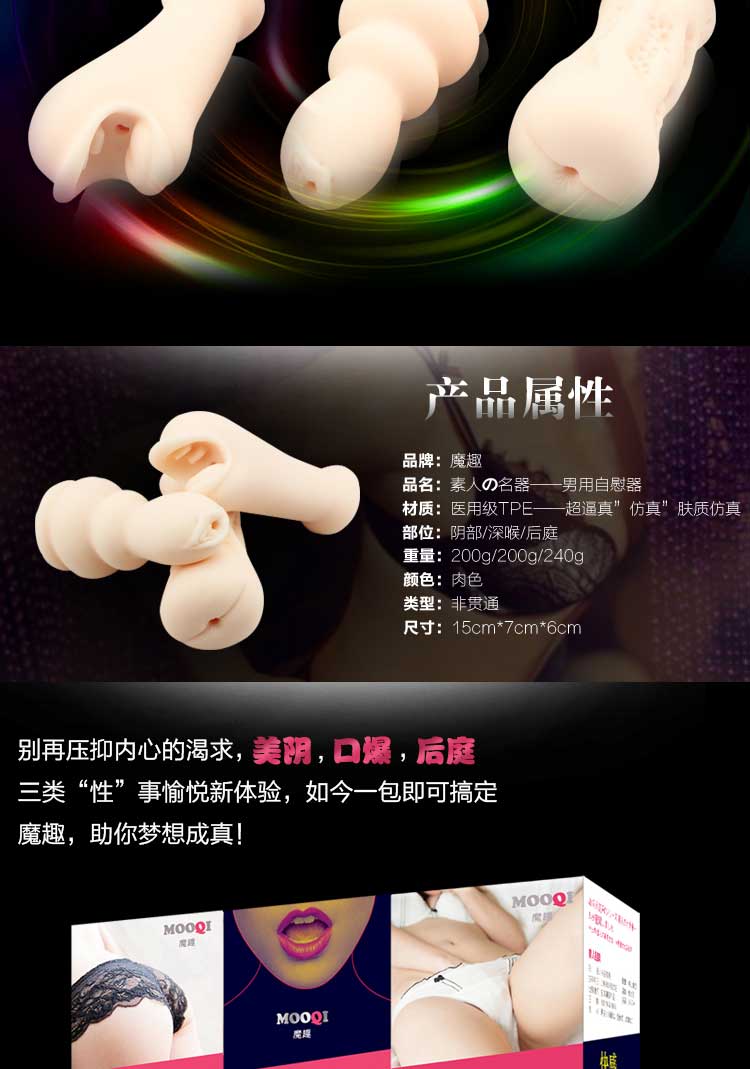 产品属性
品牌：魔趣
品名：素人の名器——男用自慰器
材质：医用级TPE——超逼真”仿真”肤质仿真
部位：阴部/深喉/后庭
重量：200g/200g/240g
颜色：肉色
类型：非贯通
尺寸：15cm*7cm*6cm
别再压抑内心的渴求，美阴，口爆，后庭
三类“性”事愉悦新体验，如今一包即可搞定
魔趣，助你梦想成真！
MOOQI
魔趣
MOOQI
魔趣
MOOQI
魔趣
快感